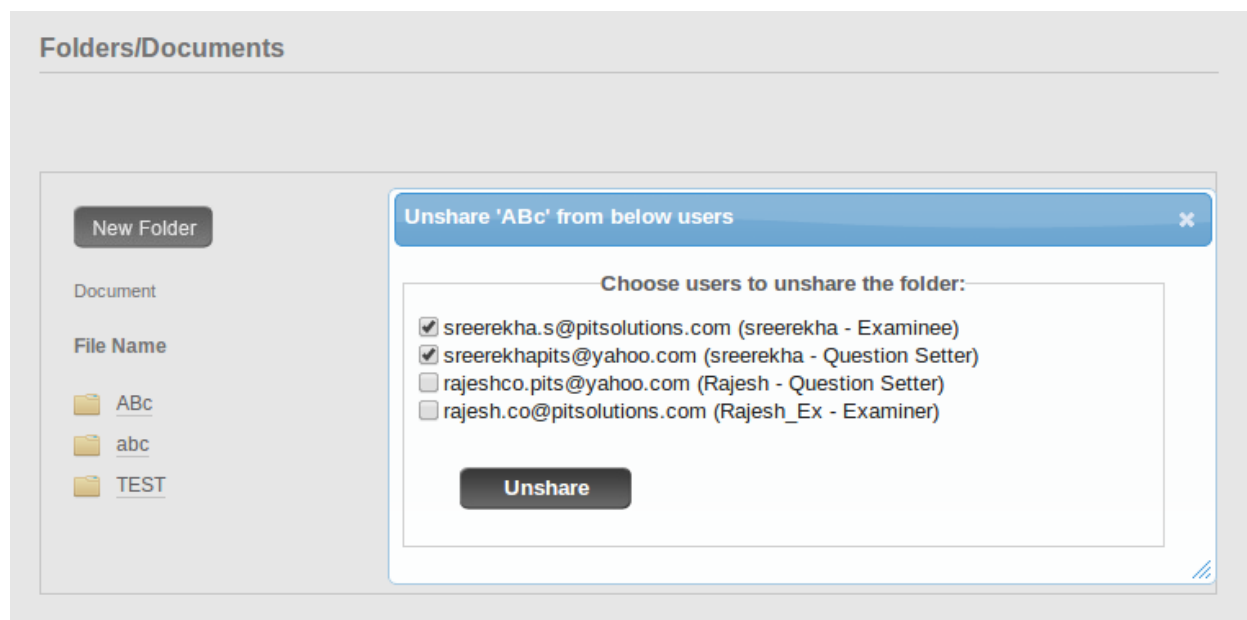 Folders/Documents
New Folder
Document
File Name
ABc
abc
TEST
Unshare 'ABc' from below users
Choose users to unshare the folder:
sreerekha.s@pitsolutions.com (sreerekha - Examinee)
sreerekhapits@yahoo.com (sreerekha - Question Setter)
rajeshco.pits@yahoo.com (Rajesh - Question Setter)
rajesh.co@pitsolutions.com (Rajesh_Ex - Examiner)
Unshare